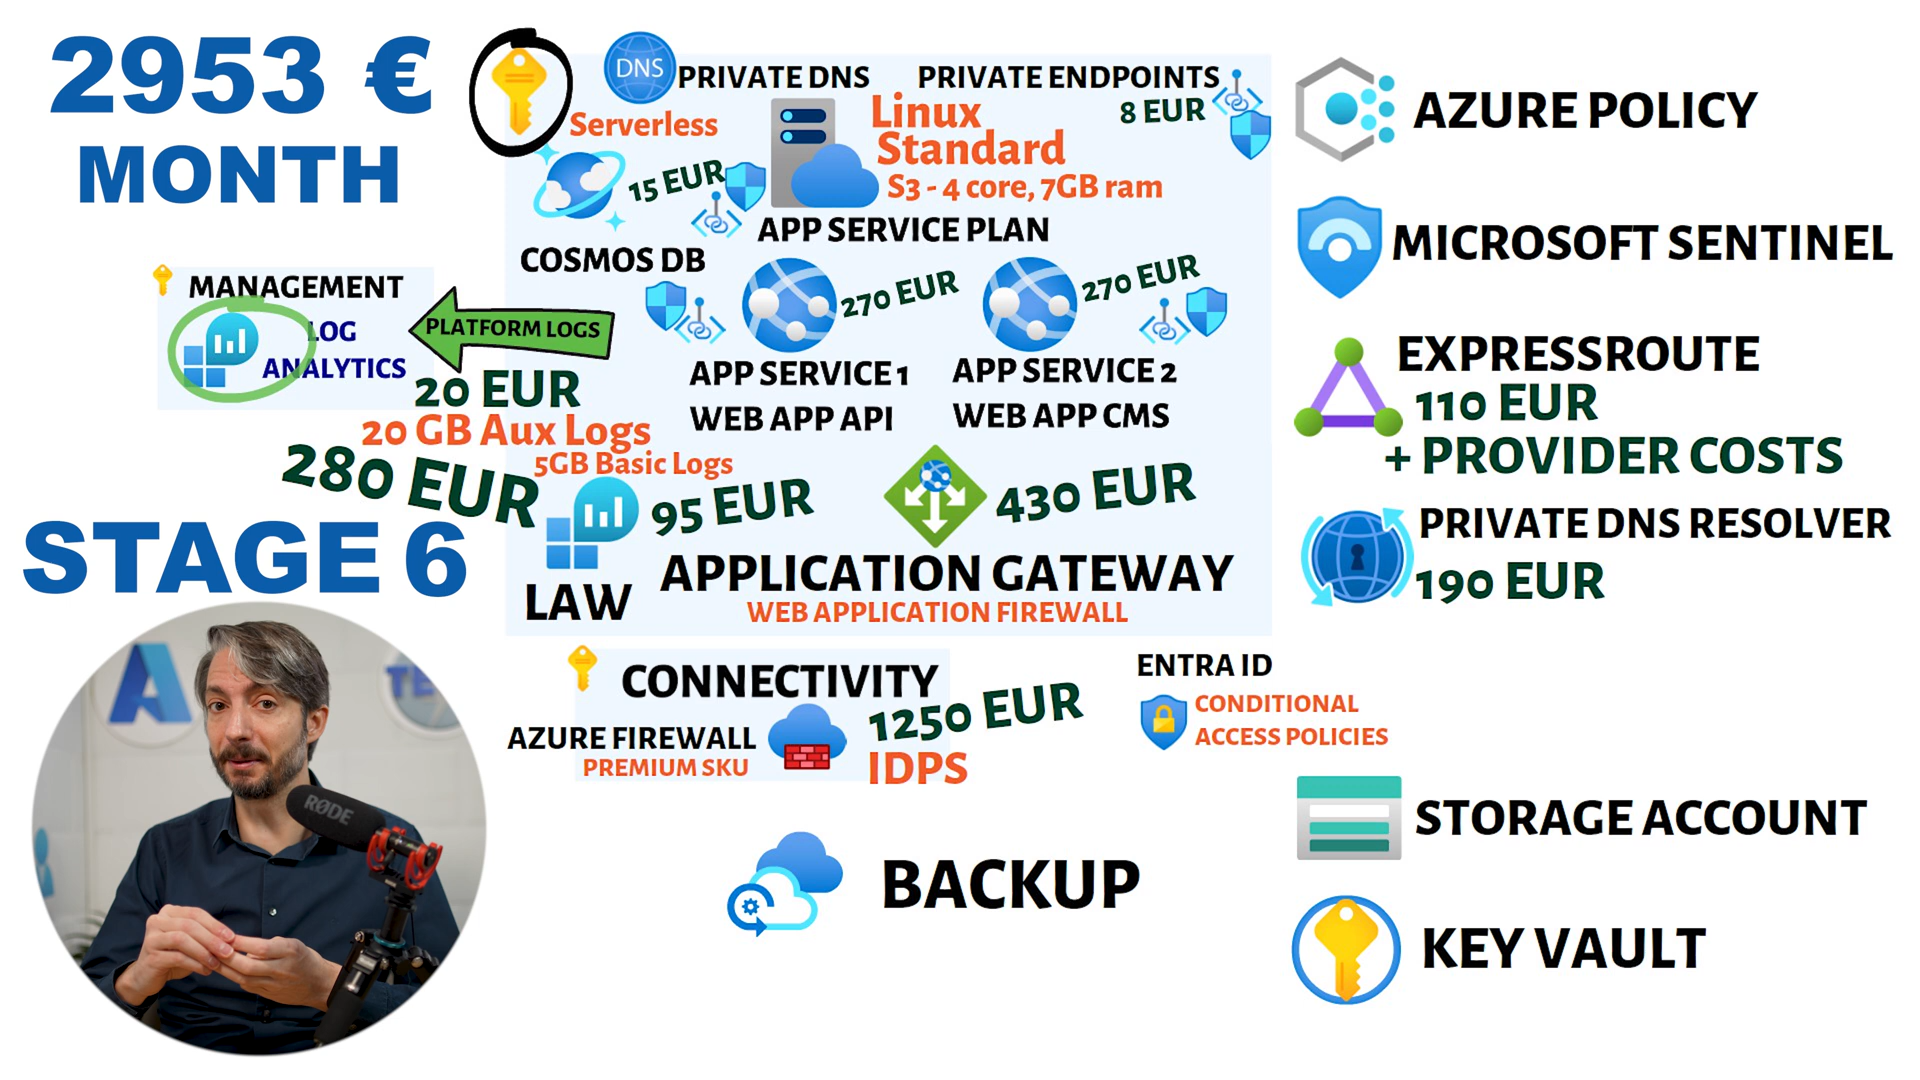 2953 €
MONTH
DNS
PRIVATE DNS
PRIVATE ENDPOINTS
8 EUR
Serverless
Linux
Standard
S3 - 4 core, 7GB ram
15 EUR
APP SERVICE PLAN
COSMOS DB
270 EUR
270 EUR
MANAGEMENT
LOG
ANALYTICS
PLATFORM LOGS
APP SERVICE 1
WEB APP API
APP SERVICE 2
WEB APP CMS
20 EUR
20 GB Aux Logs
5GB Basic Logs
280 EUR
95 EUR
430 EUR
LAW
APPLICATION GATEWAY
WEB APPLICATION FIREWALL
STAGE 6
CONNECTIVITY
AZURE FIREWALL
PREMIUM SKU
1250 EUR
IDPS
ENTRA ID
CONDITIONAL
ACCESS POLICIES
BACKUP
AZURE POLICY
MICROSOFT SENTINEL
EXPRESSROUTE
110 EUR
+ PROVIDER COSTS
PRIVATE DNS RESOLVER
190 EUR
STORAGE ACCOUNT
KEY VAULT
TE
RØDE